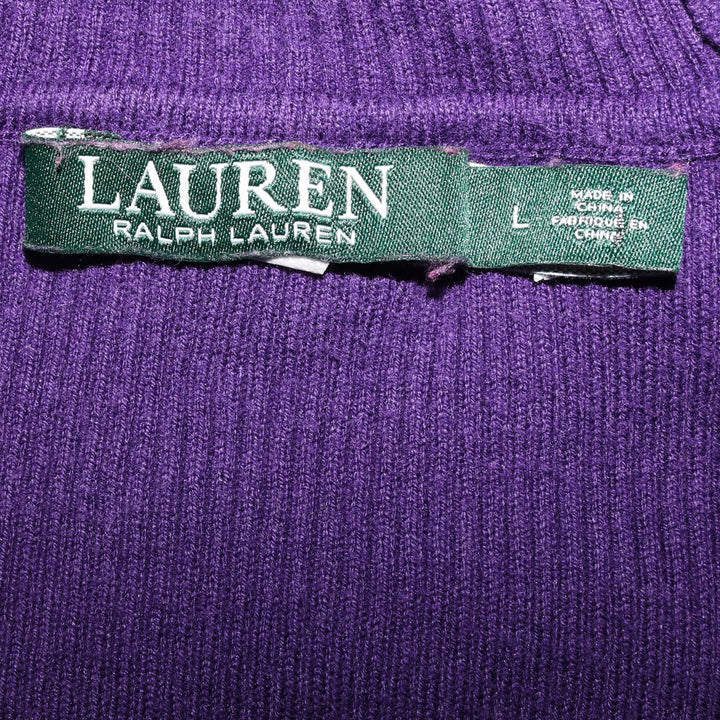 LAUREN
RALPH LAUREN
L
MADE IN
CHINA
FABRIQUE EN
CHINE